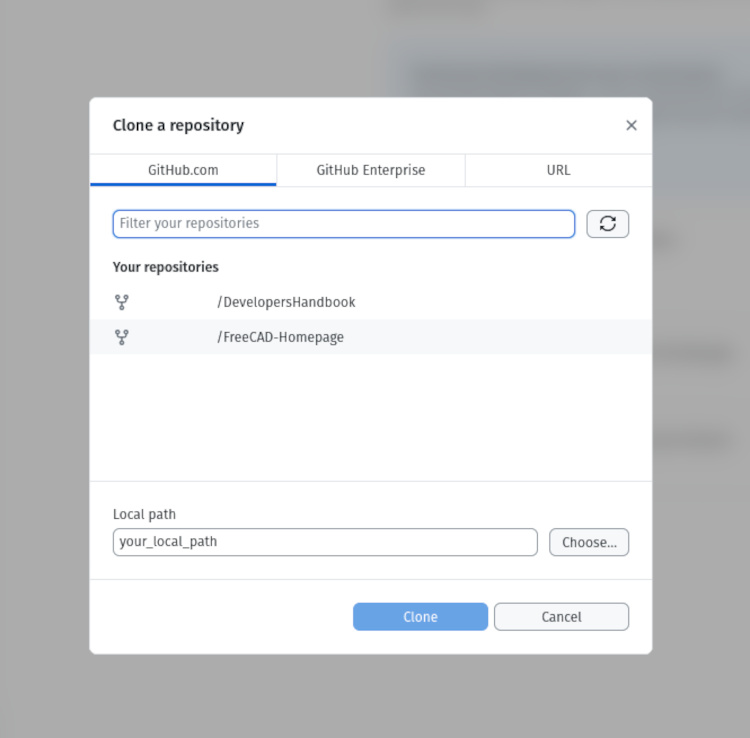 Clone a repository
GitHub.com
GitHub Enterprise
URL
Filter your repositories
Your repositories
/DevelopersHandbook
/FreeCAD-Homepage
Local path
your_local_path
Choose...
Clone
Cancel